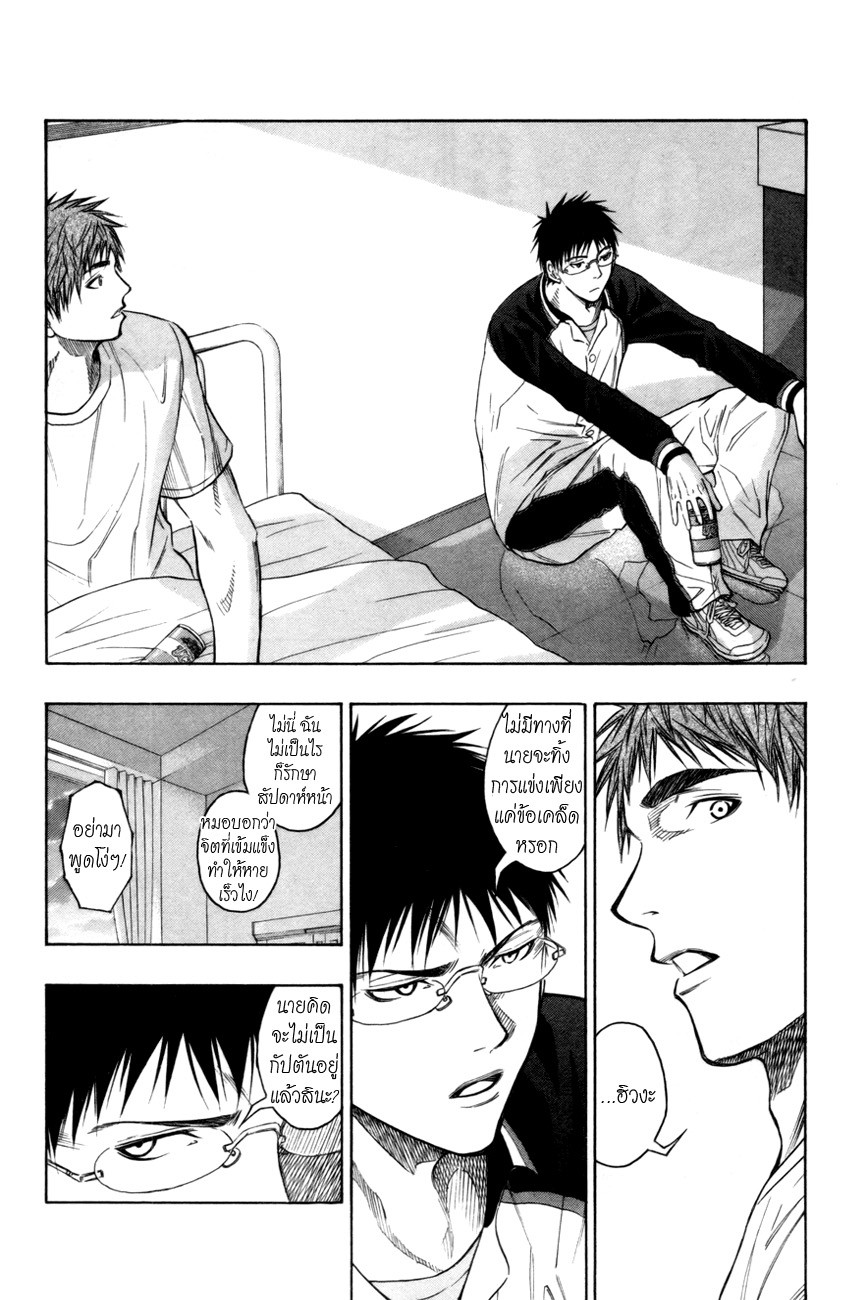 ...ฮิวงะ
ไม่มีทางที่
นายจะทิ้ง
การแข่งเพียง
แค่ข้อเคล็ด
หรอก
ไม่นี่ ฉัน
ไม่เป็นไร
ก็รักษา
สัปดาห์หน้า
หมอบอกว่า
จิตที่เข้มแข็ง
ทำให้หาย
เร็วไง!
อย่ามา
พูดโง่ๆ!
นายคิด
จะไม่เป็น
กัปตันอยู่
แล้วสินะ?